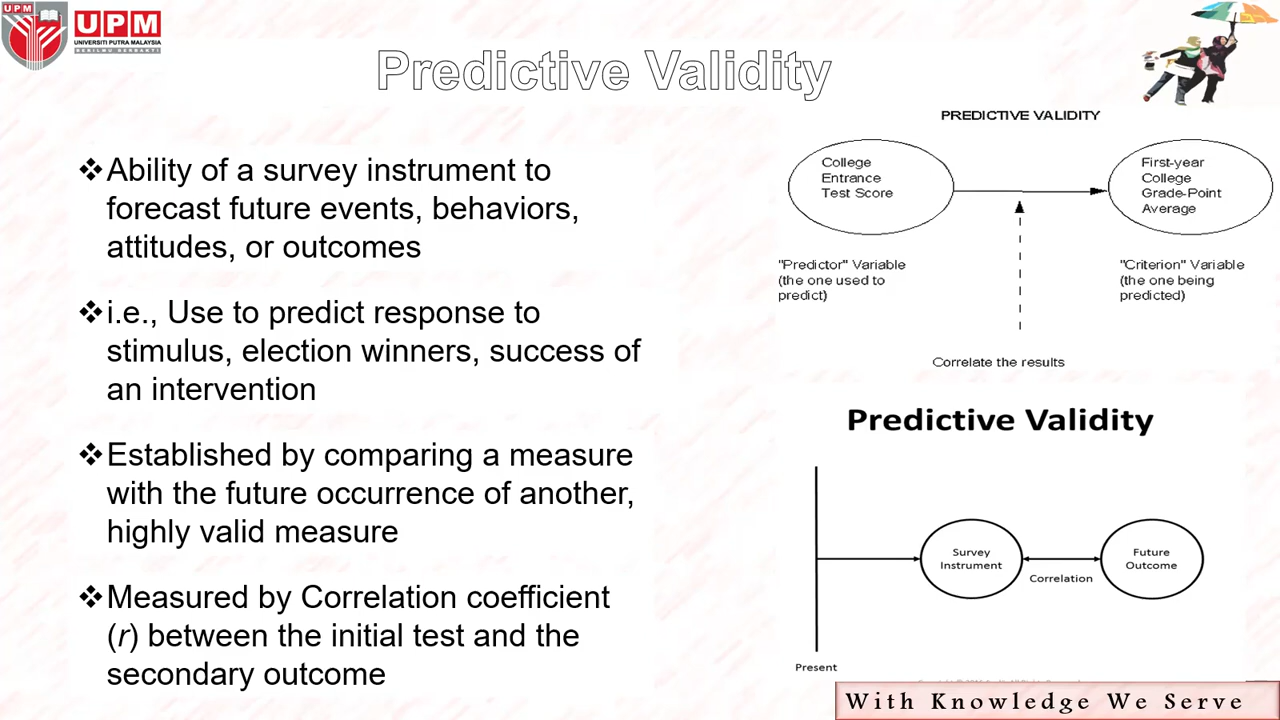 UPM
UPM
UNIVERSITI PUTRA MALAYSIA
BERILMU BERBAKTI
Predictive Validity
❖Ability of a survey instrument to
forecast future events, behaviors,
attitudes, or outcomes
❖i.e., Use to predict response to
stimulus, election winners, success of
an intervention
❖Established by comparing a measure
with the future occurrence of another,
highly valid measure
❖Measured by Correlation coefficient
(r) between the initial test and the
secondary outcome
PREDICTIVE VALIDITY
College
Entrance
Test Score
First-year
College
Grade-Point
Average
"Predictor" Variable
(the one used to
predict)
"Criterion" Variable
(the one being
predicted)
Correlate the results
Predictive Validity
Survey
Instrument
Correlation
Future
Outcome
Present
With Knowledge We Serve